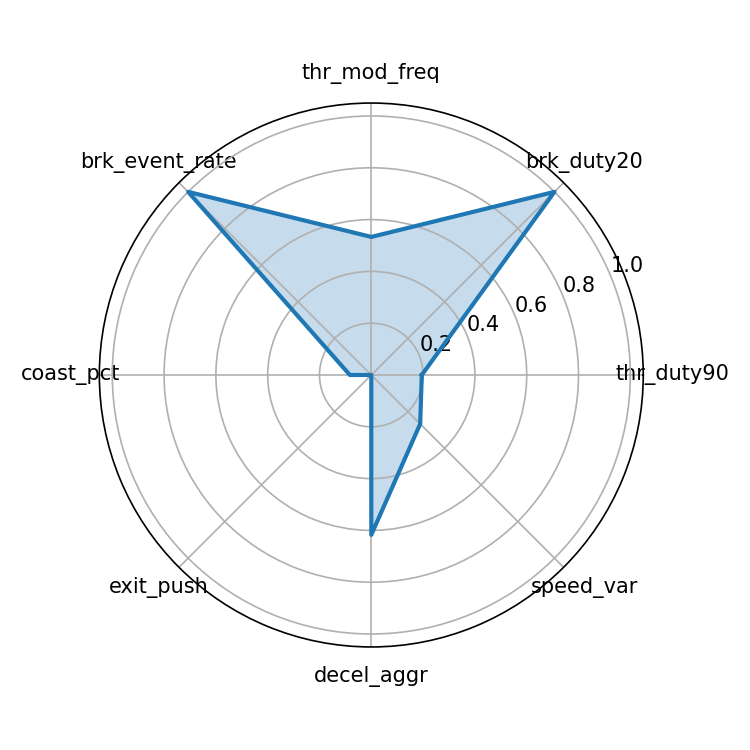 thr_mod_freq
brk_event_rate
brk_duty20
1.0
0.8
0.6
0.4
0.2
coast_pct
thr_duty90
exit_push
speed_var
decel_aggr